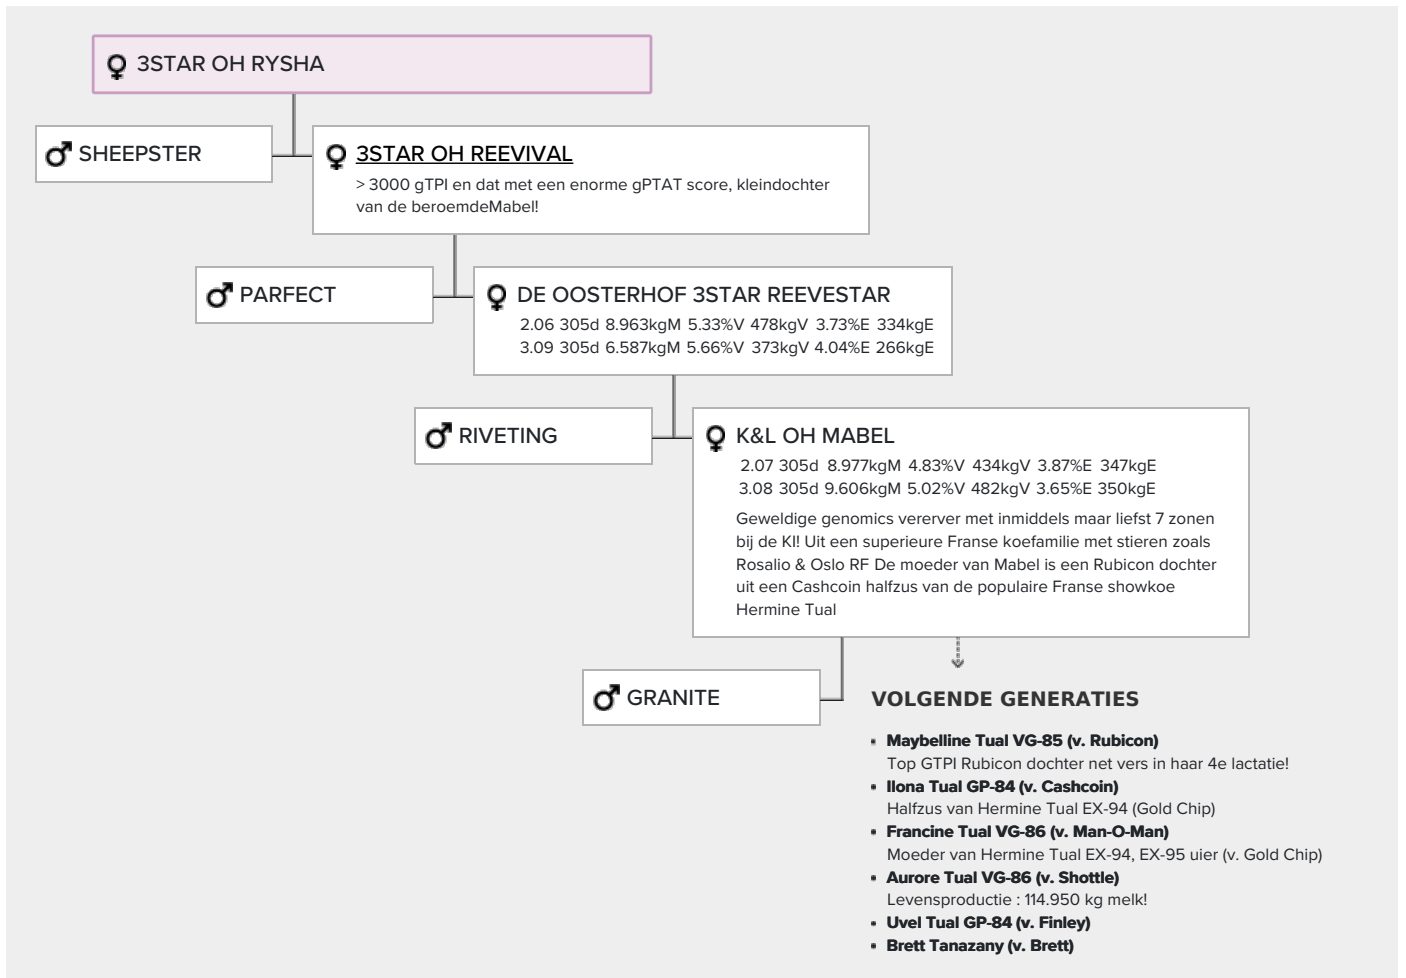 3STAR OH RYSHA
SHEEPSTER
3STAR OH REEVIVAL
> 3000 gTPI en dat met een enorme gPTAT score, kleindochter
van de beroemdeMabel!
PARFECT
DE OOSTERHOF 3STAR REEVESTAR
2.06 305d 8.963kgM 5.33%V 478kgV 3.73%E 334kgE
3.09 305d 6.587kgM 5.66%V 373kgV 4.04%E 266kgE
RIVETING
K&L OH MABEL
2.07 305d 8.977kgM 4.83%V 434kgV 3.87%E 347kgE
3.08 305d 9.606kgM 5.02%V 482kgV 3.65%E 350kgE
Geweldige genomics vererver met inmiddels maar liefst 7 zonen
bij de KI! Uit een superieure Franse koefamilie met stieren zoals
Rosalio & Oslo RF De moeder van Mabel is een Rubicon dochter
uit een Cashcoin halfzus van de populaire Franse showkoe
Hermine Tual
GRANITE
VOLGENDE GENERATIES
Maybelline Tual VG-85 (v. Rubicon)
Top GTPI Rubicon dochter net vers in haar 4e lactatie!
Ilona Tual GP-84 (v. Cashcoin)
Halfzus van Hermine Tual EX-94 (Gold Chip)
Francine Tual VG-86 (v. Man-O-Man)
Moeder van Hermine Tual EX-94, EX-95 uier (v. Gold Chip)
Aurore Tual VG-86 (v. Shottle)
Levensproductie : 114.950 kg melk!
Uvel Tual GP-84 (v. Finley)
Brett Tanazany (v. Brett)